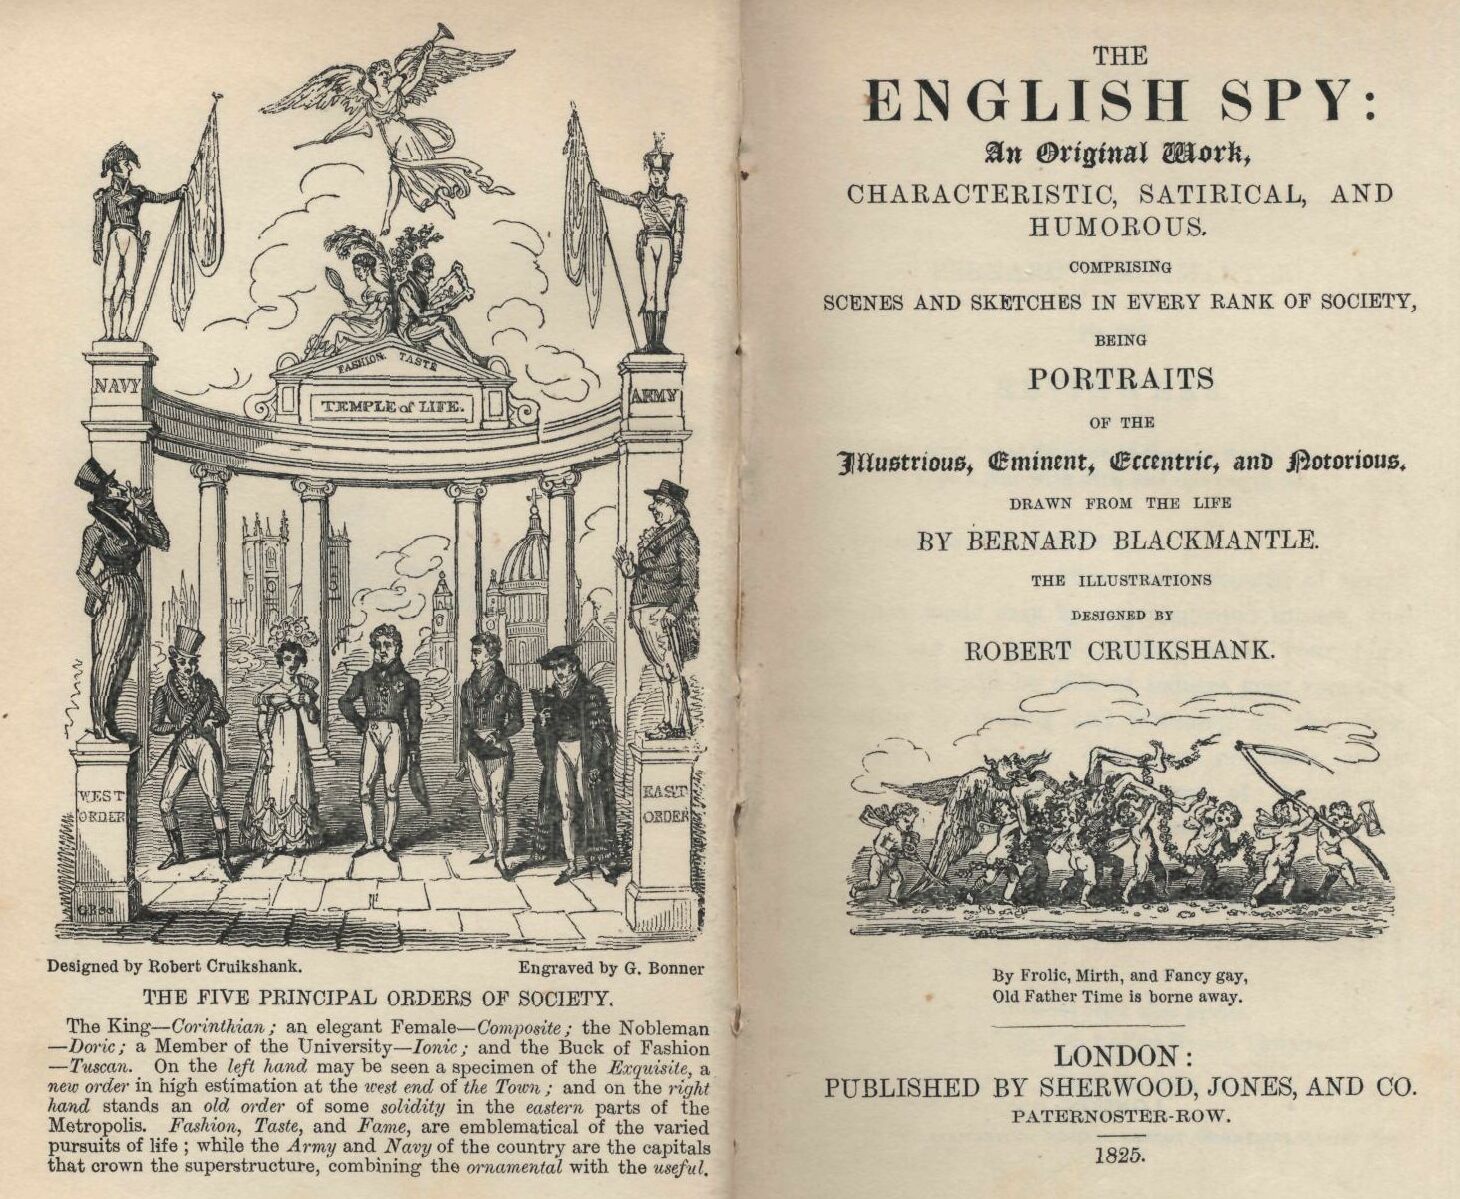 FASHION. TASTE
TEMPLE of LIFE.
NAVY
ARMY
WEST
ORDER
EAST
ORDER
Designed by Robert Cruikshank.
Engraved by G. Bonner
THE FIVE PRINCIPAL ORDERS OF SOCIETY.
The King—Corinthian; an elegant Female—Composite; the Nobleman
—Doric; a Member of the University—Ionic; and the Buck of Fashion
—Tuscan. On the left hand may be seen a specimen of the Exquisite, a
new order in high estimation at the west end of the Town; and on the right
hand stands an old order of some solidity in the eastern parts of the
Metropolis. Fashion, Taste, and Fame, are emblematical of the varied
pursuits of life; while the Army and Navy of the country are the capitals
that crown the superstructure, combining the ornamental with the useful.
THE
ENGLISH SPY:
An Original Work,
CHARACTERISTIC, SATIRICAL, AND
HUMOROUS.
COMPRISING
SCENES AND SKETCHES IN EVERY RANK OF SOCIETY,
BEING
PORTRAITS
OF THE
Illustrious, Eminent, Eccentric, and Notorious.
DRAWN FROM THE LIFE
BY BERNARD BLACKMANTLE.
THE ILLUSTRATIONS
DESIGNED BY
ROBERT CRUIKSHANK.
By Frolic, Mirth, and Fancy gay,
Old Father Time is borne away.
LONDON:
PUBLISHED BY SHERWOOD, JONES, AND CO.
PATERNOSTER-ROW.
1825.